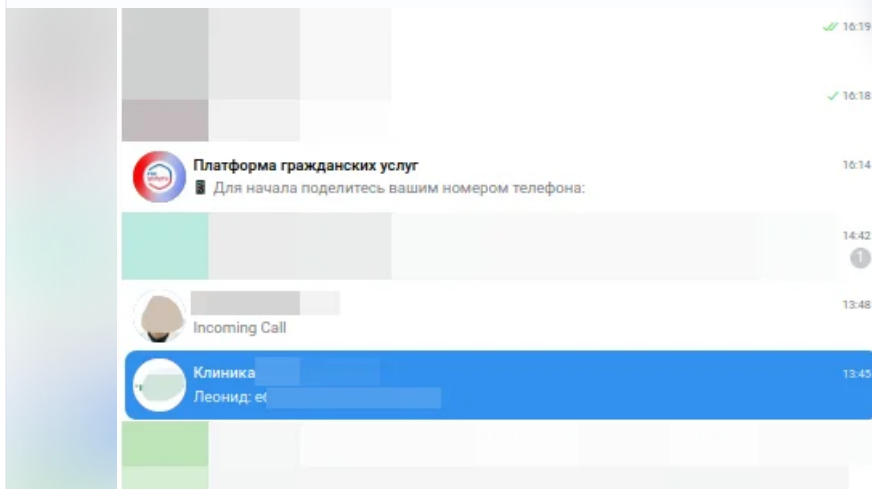 16:19
16:18
Платформа гражданских услуг
16:14
Для начала поделитесь вашим номером телефона:
14:42
1
13:48
Incoming Call
Клиника
13:45
Леонид: